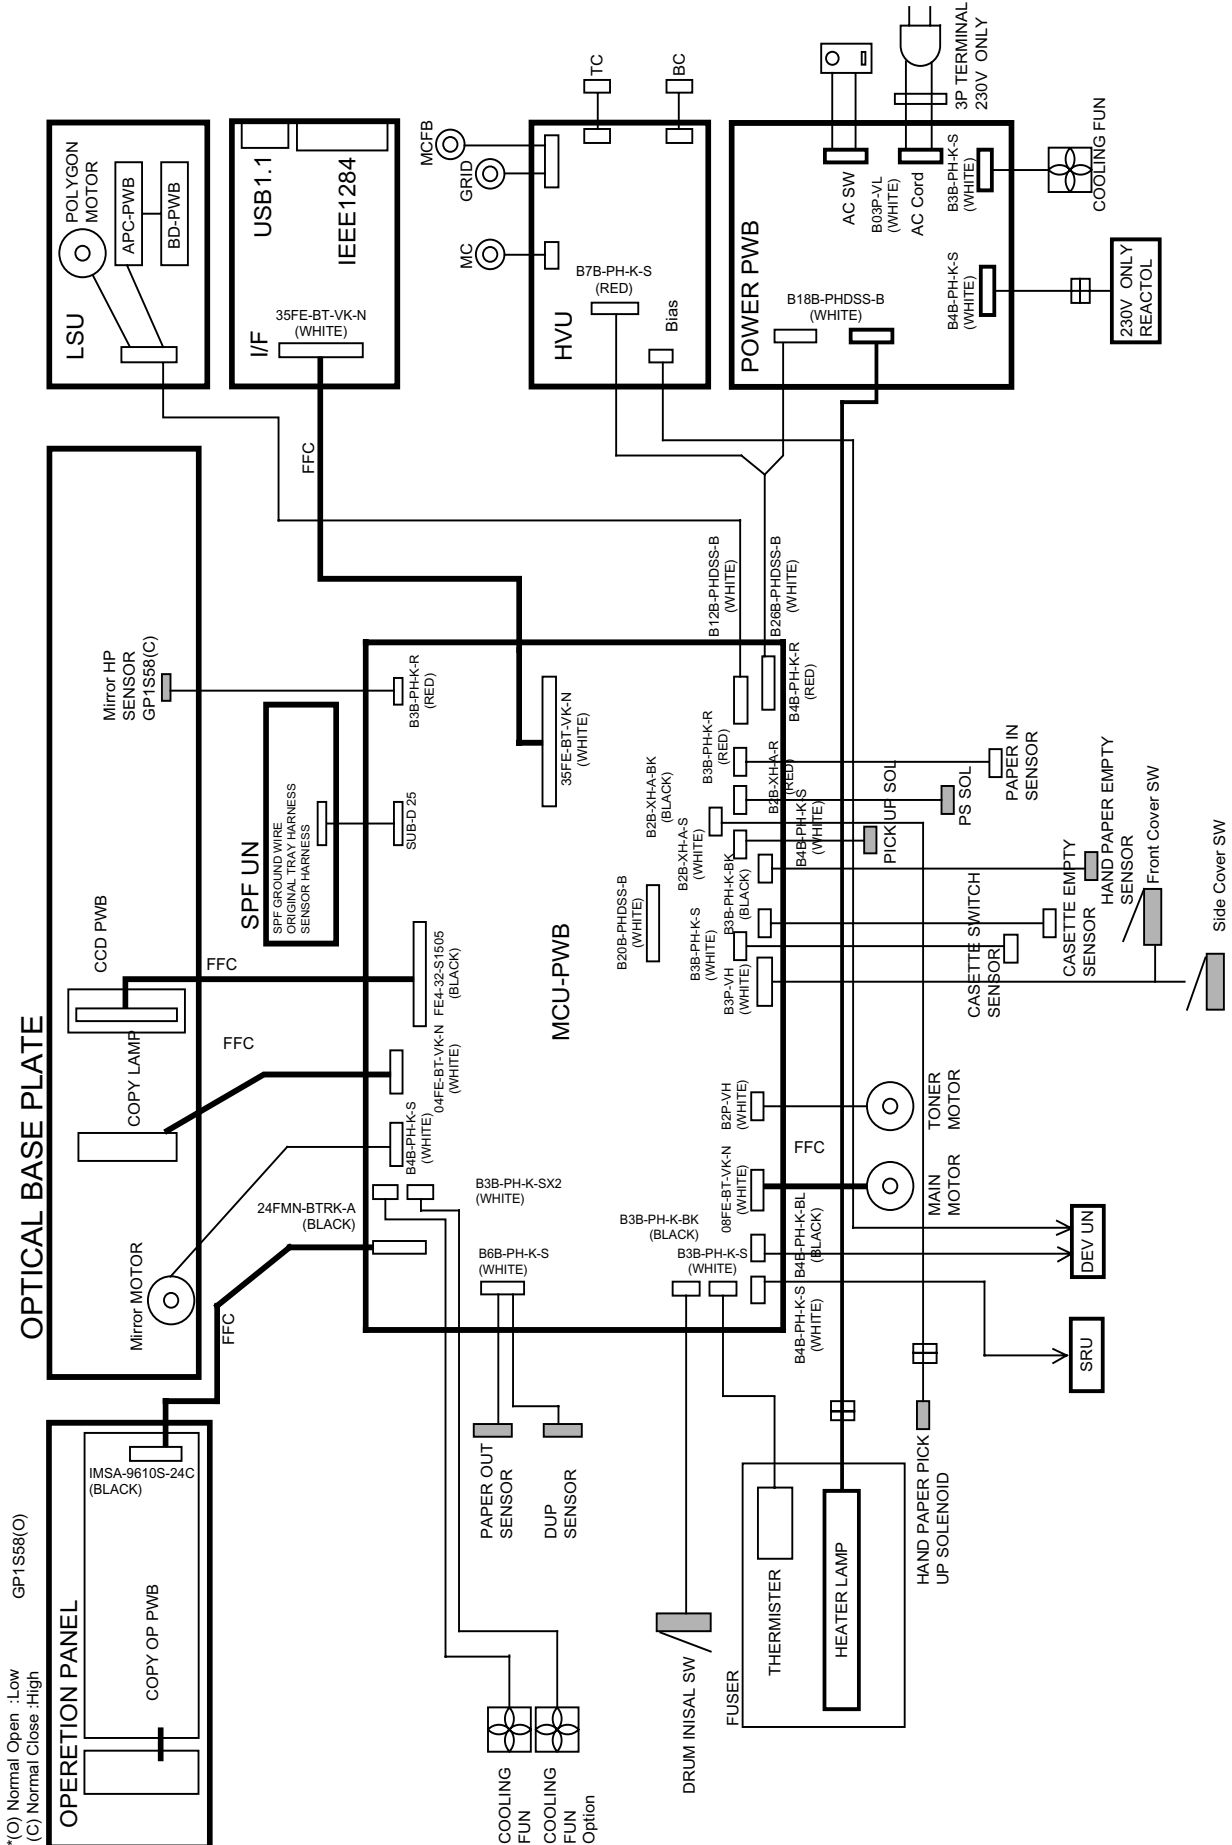 *(O) Normal Open :Low
(C) Normal Close :High
GP1S58(O)
OPERETION PANEL
COPY OP PWB
IMSA-9610S-24C
(BLACK)
OPTICAL BASE PLATE
Mirror MOTOR
COPY LAMP
CCD PWB
Mirror HP
SENSOR
GP1S58(C)
FFC
FFC
FFC
LSU
POLYGON
MOTOR
APC-PWB
BD-PWB
I/F
35FE-BT-VK-N
(WHITE)
USB1.1
IEEE1284
FFC
SPF UN
SPF GROUND WIRE
ORIGINAL TRAY HARNESS
SENSOR HARNESS
SUB-D 25
B3B-PH-K-R
(RED)
MCU-PWB
24FMN-BTRK-A
(BLACK)
B3B-PH-K-SX2
(WHITE)
B4B-PH-K-S
(WHITE)
04FE-BT-VK-N
(WHITE)
FE4-32-S1505
(BLACK)
35FE-BT-VK-N
(WHITE)
B6B-PH-K-S
(WHITE)
B3B-PH-K-BK
(BLACK)
B3B-PH-K-S
(WHITE)
B4B-PH-K-S
(WHITE)
B4B-PH-K-BL
(BLACK)
08FE-BT-VK-N
(WHITE)
B2P-VH
(WHITE)
B20B-PHDSS-B
(WHITE)
B3P-VH
(WHITE)
B3B-PH-K-S
(WHITE)
B3B-PH-K-BK
(BLACK)
B2B-XH-A-S
(WHITE)
B2B-XH-A-BK
(BLACK)
B4B-PH-K-S
(WHITE)
B2B-XH-A-R
(RED)
B3B-PH-K-R
(RED)
B4B-PH-K-R
(RED)
B12B-PHDSS-B
(WHITE)
B26B-PHDSS-B
(WHITE)
HVU
MC
GRID
MCFB
TC
BC
B7B-PH-K-S
(RED)
Bias
POWER PWB
B18B-PHDSS-B
(WHITE)
AC SW
B03P-VL
(WHITE)
AC Cord
B3B-PH-K-S
(WHITE)
B4B-PH-K-S
(WHITE)
3P TERMINAL
230V ONLY
COOLING FUN
230V ONLY
REACTOL
PICK UP SOL
PS SOL
PAPER IN
SENSOR
HAND PAPER EMPTY
SENSOR
CASETTE EMPTY
SENSOR
CASETTE SWITCH
SENSOR
Front Cover SW
Side Cover SW
FFC
TONER
MOTOR
MAIN
MOTOR
DEV UN
SRU
HAND PAPER PICK
UP SOLENOID
PAPER OUT
SENSOR
DUP
SENSOR
COOLING
FUN
COOLING
FUN
Option
DRUM INISAL SW
FUSER
THERMISTER
HEATER LAMP